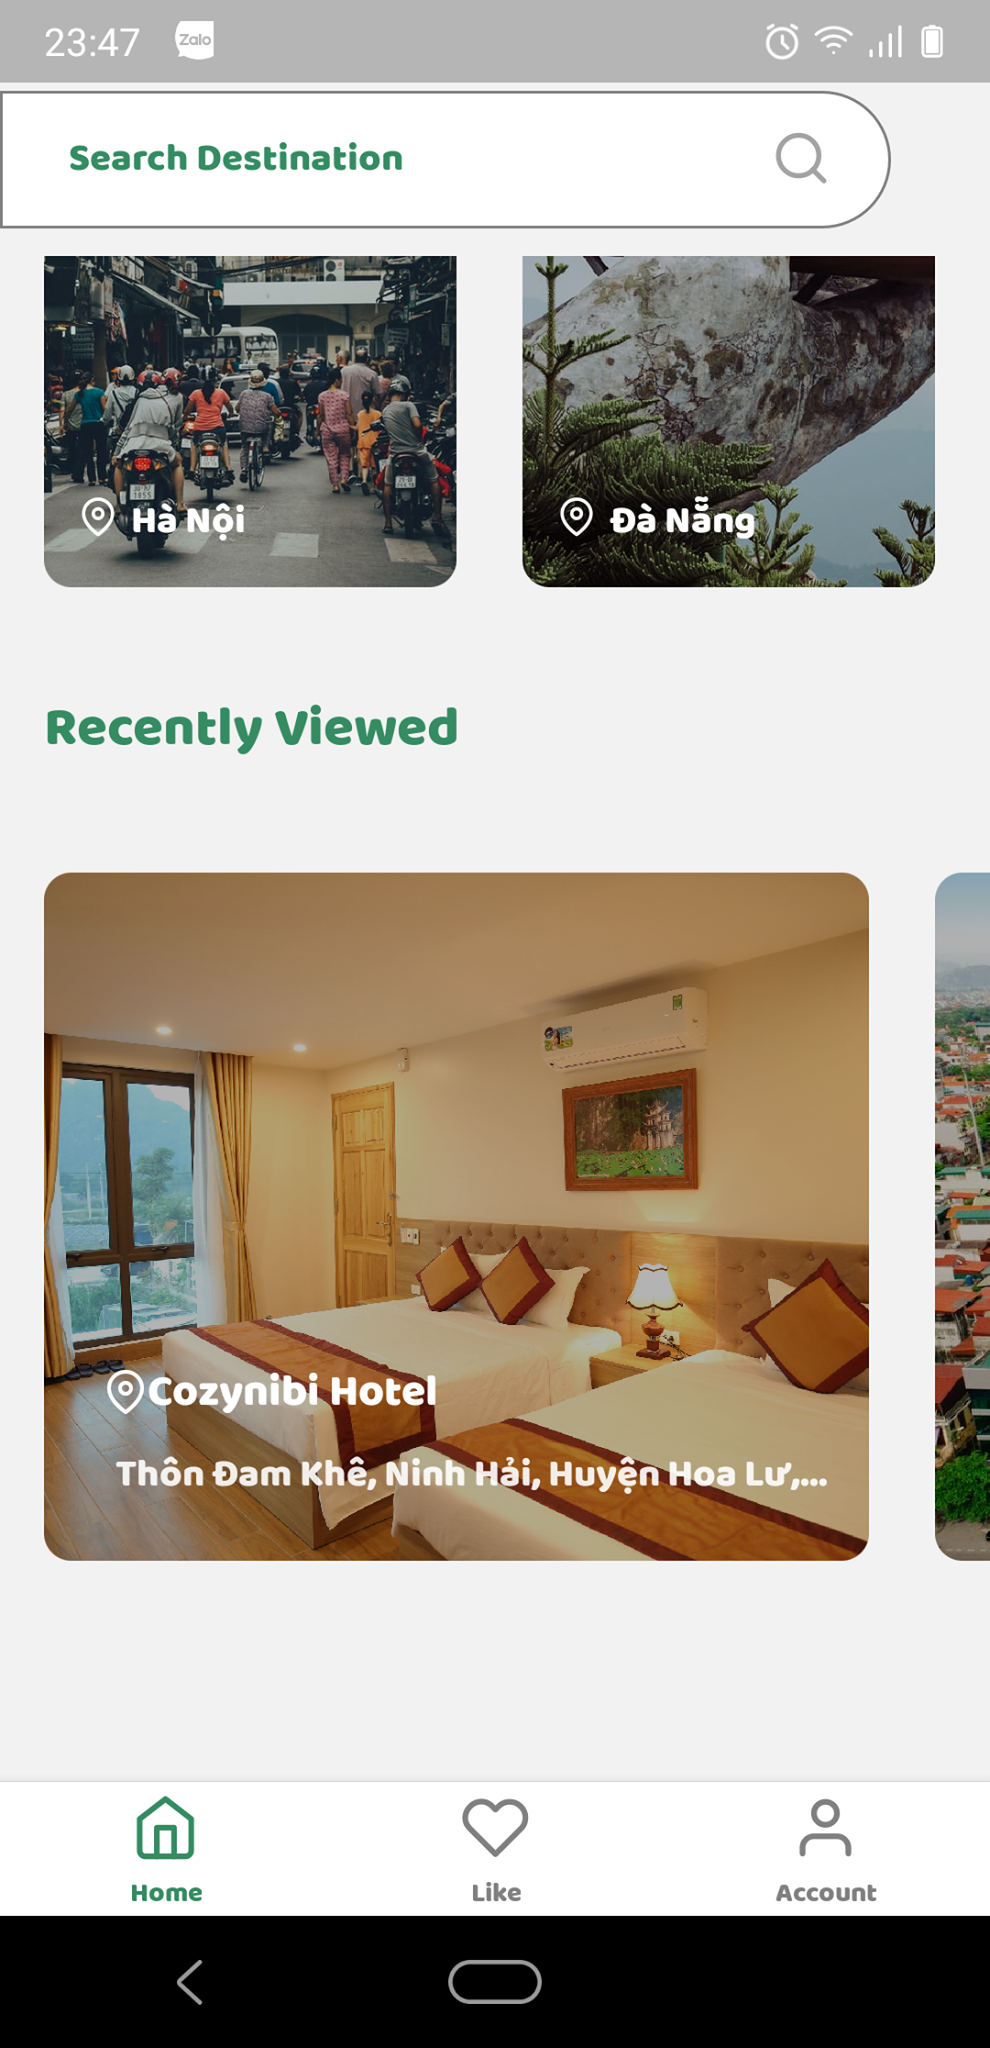 23:47
Zalo
Search Destination
Hà Nội
Đà Nẵng
Recently Viewed
Cozynibi Hotel
Thôn Đam Khê, Ninh Hải, Huyện Hoa Lư,...
Home
Like
Account